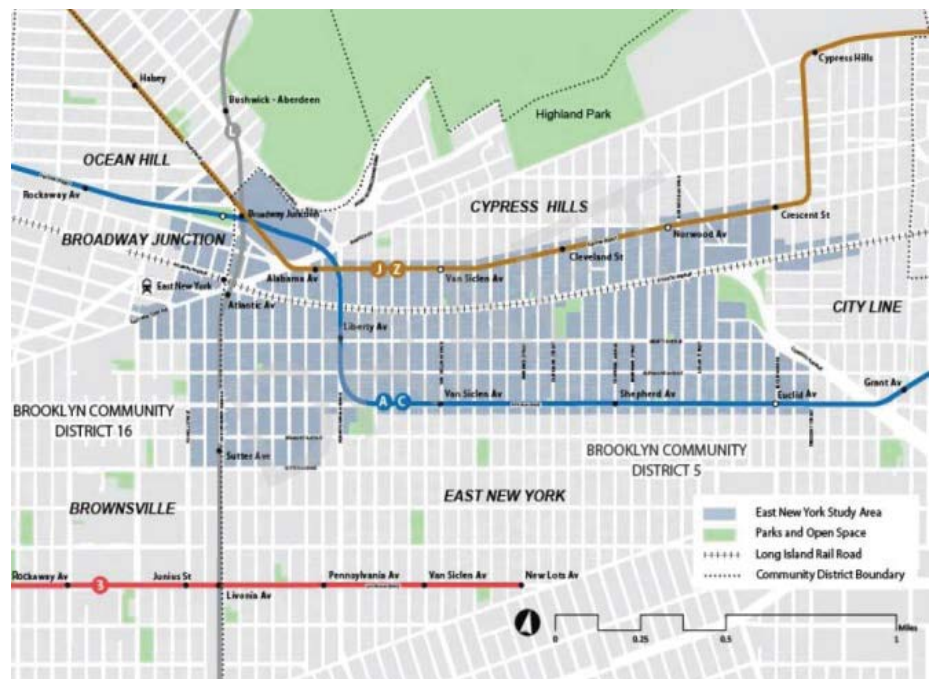 Halsey
Bushwick - Aberdeen
L
Cypress Hills
Highland Park
OCEAN HILL
Rockaway Av
Broadway Junction
BROADWAY JUNCTION
CYPRESS HILLS
Norwood Av
Crescent St
Cleveland St
J Z
Alabama Av
Van Siclen Av
East New York
Atlantic Av
Liberty Av
CITY LINE
Grant Av
A C
Van Siclen Av
Shepherd Av
Euclid Av
BROOKLYN COMMUNITY
DISTRICT 16
BROOKLYN COMMUNITY
DISTRICT 5
Sutter Ave
BROWNSVILLE
EAST NEW YORK
East New York Study Area
Parks and Open Space
Long Island Rail Road
Community District Boundary
Rockaway Av
3
Junius St
Livonia Av
Pennsylvania Av
Van Siclen Av
New Lots Av
0
0.25
0.5
1
Miles